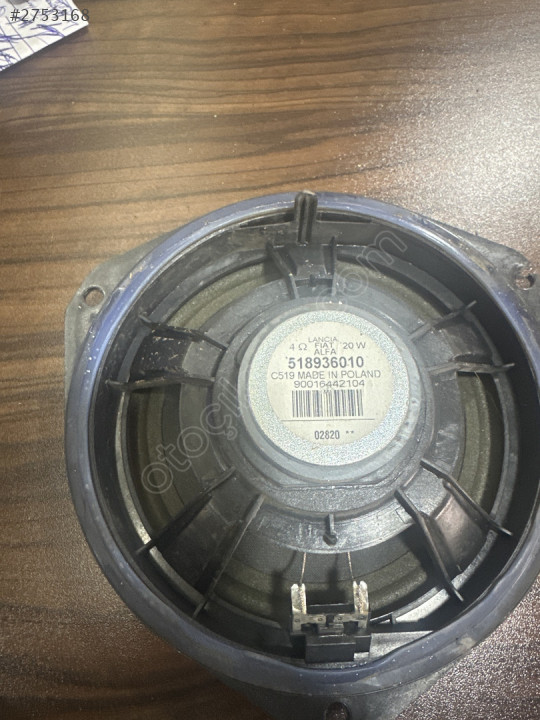 #2753168
LANCIA
4 Ω FIAT 20 W
ALFA
518936010
C519 MADE IN POLAND
90016442104
02820 **